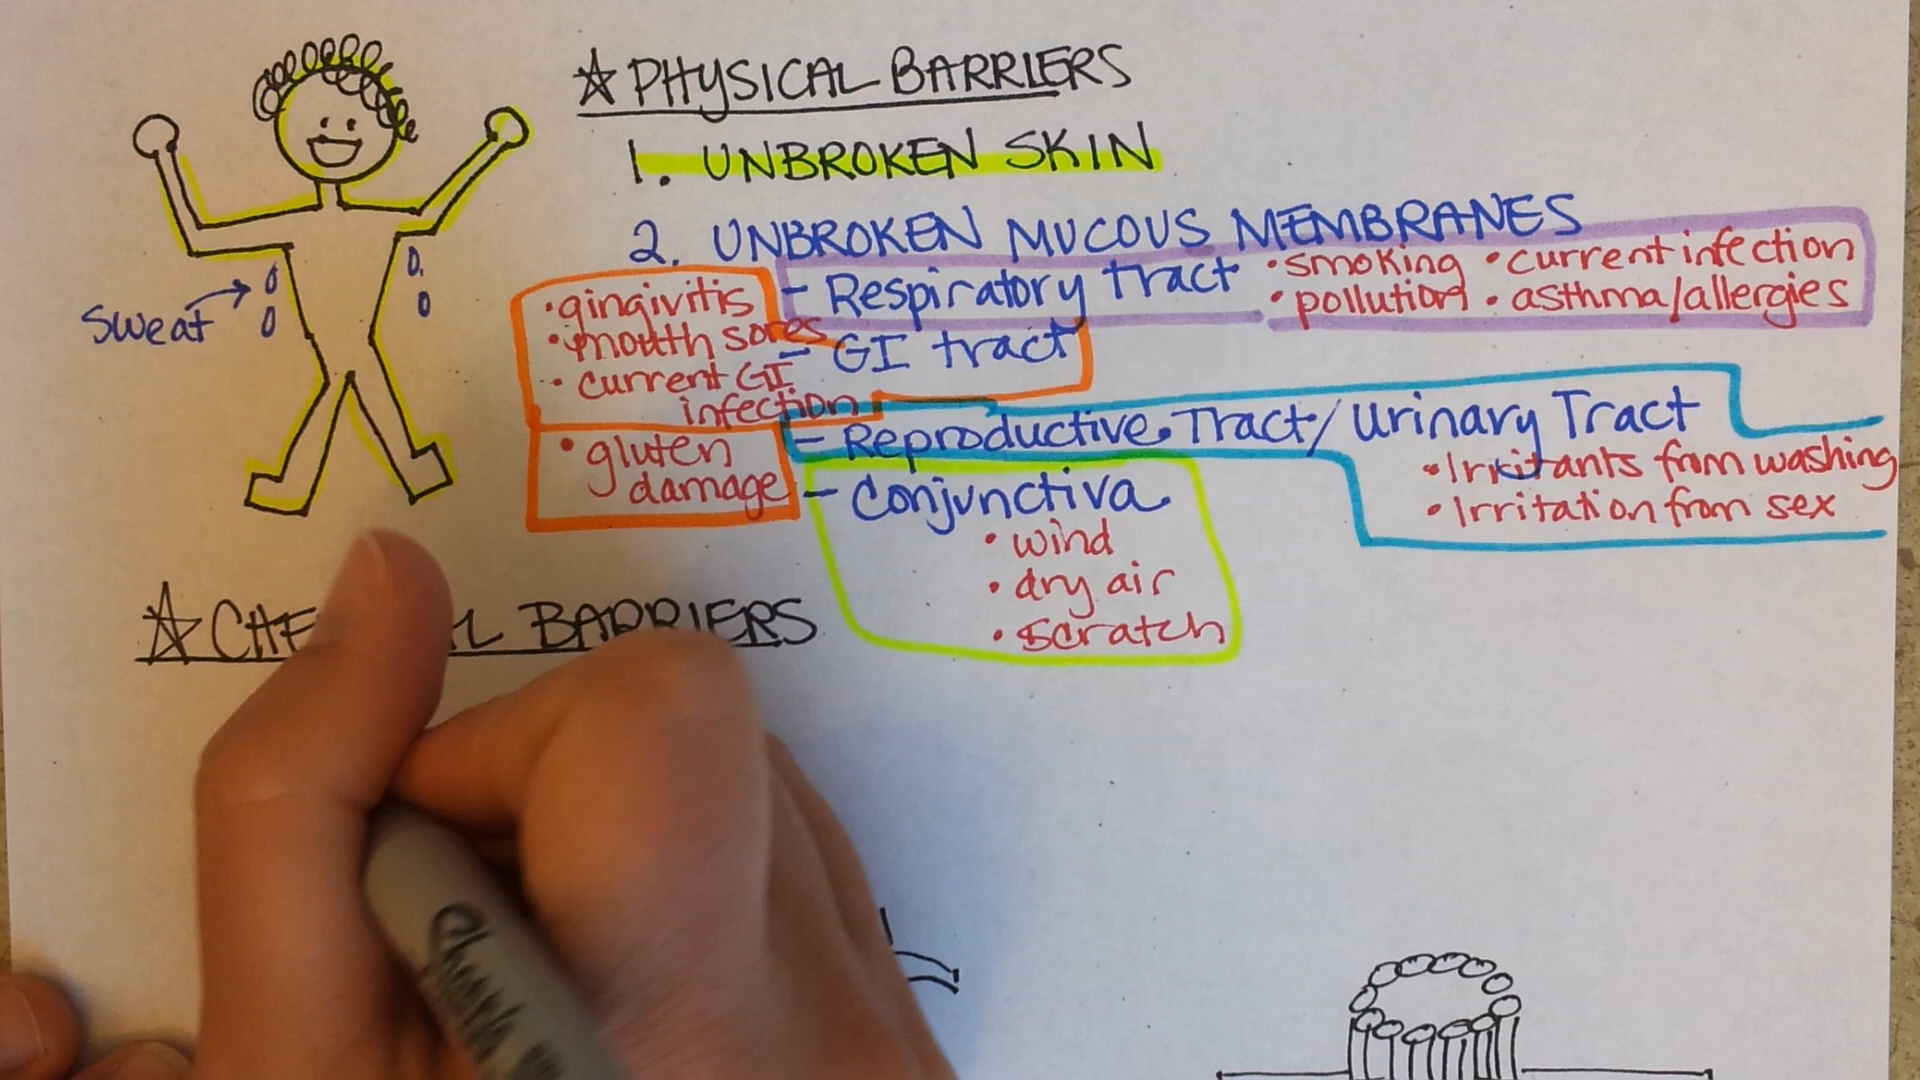 ☆ PHYSICAL BARRIERS
1. UNBROKEN SKIN
2. UNBROKEN MUCOUS MEMBRANES
- Respiratory Tract
• smoking • current infection
• pollution • asthma/allergies
- GI tract
• gingivitis
• mouth sores
• current GI
infection
• gluten
damage
- Reproductive Tract/Urinary Tract
• Irritants from washing
• Irritation from sex
- Conjunctiva
• wind
• dry air
• scratch
Sweat
☆ CHE L BARRIERS